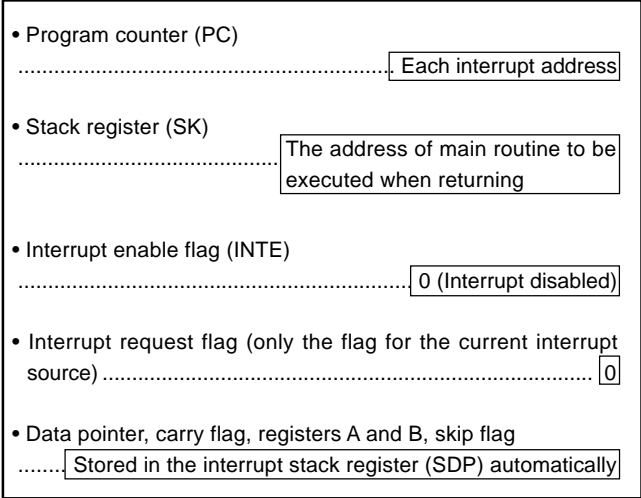 • Program counter (PC)
............................................................... Each interrupt address
• Stack register (SK)
........................................... The address of main routine to be
executed when returning
• Interrupt enable flag (INTE)
.................................................................. 0 (Interrupt disabled)
• Interrupt request flag (only the flag for the current interrupt
source) ....................................................................................... 0
• Data pointer, carry flag, registers A and B, skip flag
........ Stored in the interrupt stack register (SDP) automatically